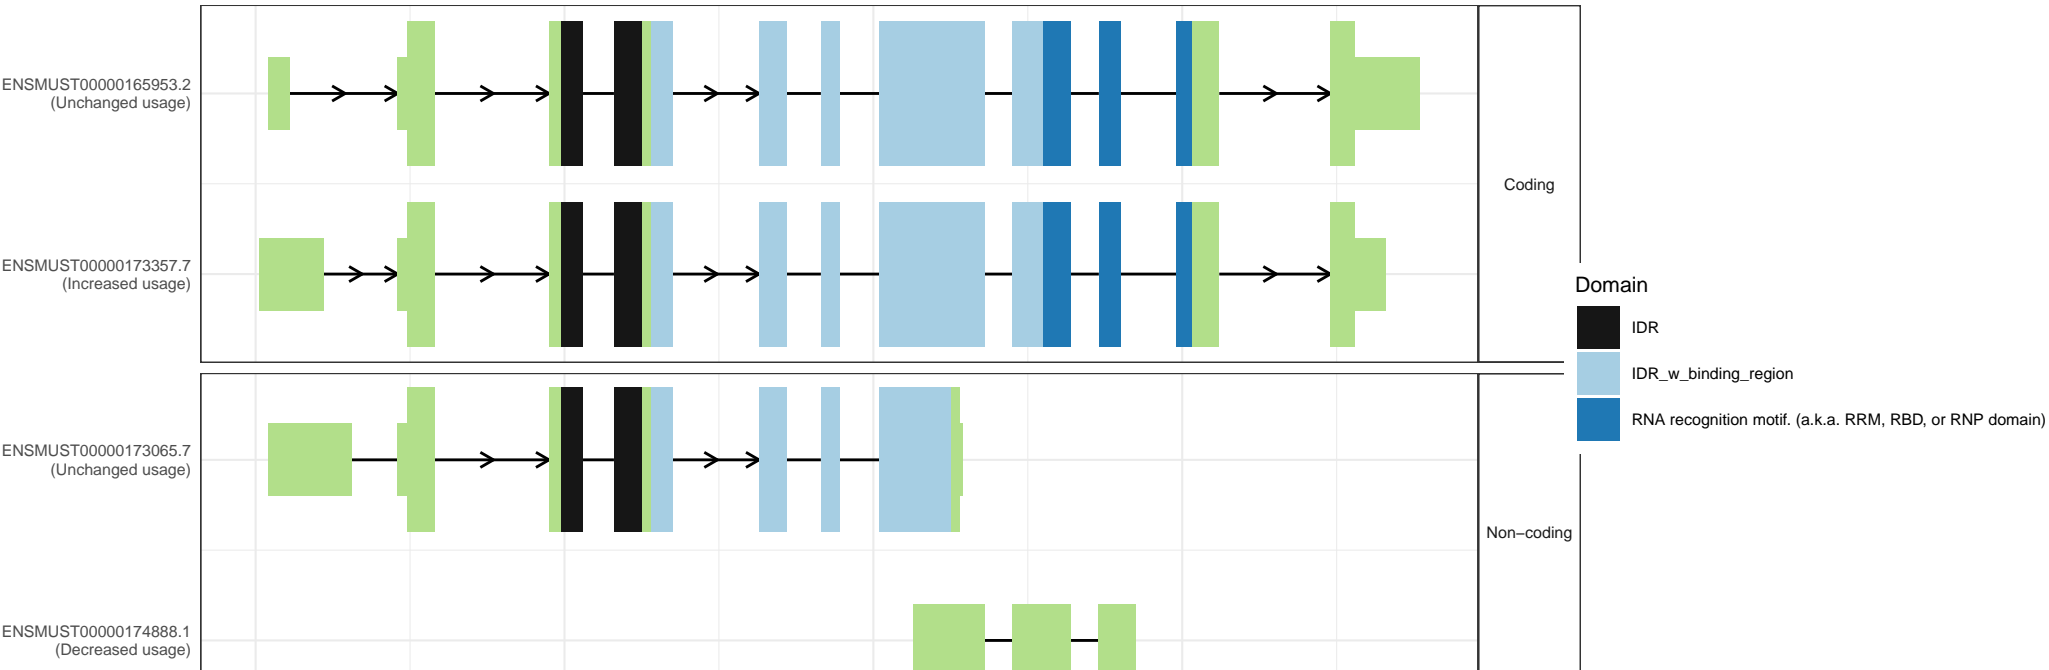 ENSMUST00000165953.2
(Unchanged usage)
ENSMUST00000173357.7
(Increased usage)
Coding
ENSMUST00000173065.7
(Unchanged usage)
ENSMUST00000174888.1
(Decreased usage)
Non−coding
Domain
IDR
IDR_w_binding_region
RNA recognition motif. (a.k.a. RRM, RBD, or RNP domain)